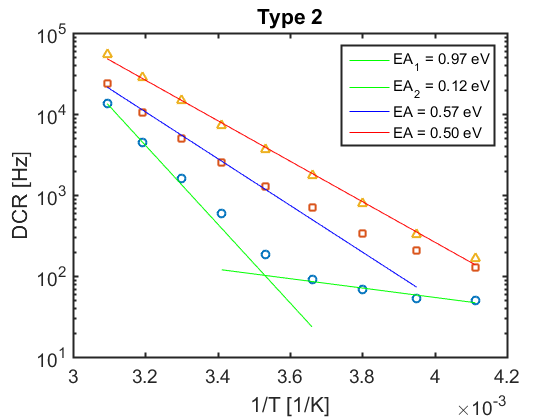 Type 2
10^5
10^4
10^3
10^2
10^1
DCR [Hz]
EA_1 = 0.97 eV
EA_2 = 0.12 eV
EA = 0.57 eV
EA = 0.50 eV
3 3.2 3.4 3.6 3.8 4 4.2
1/T [1/K]
×10^-3